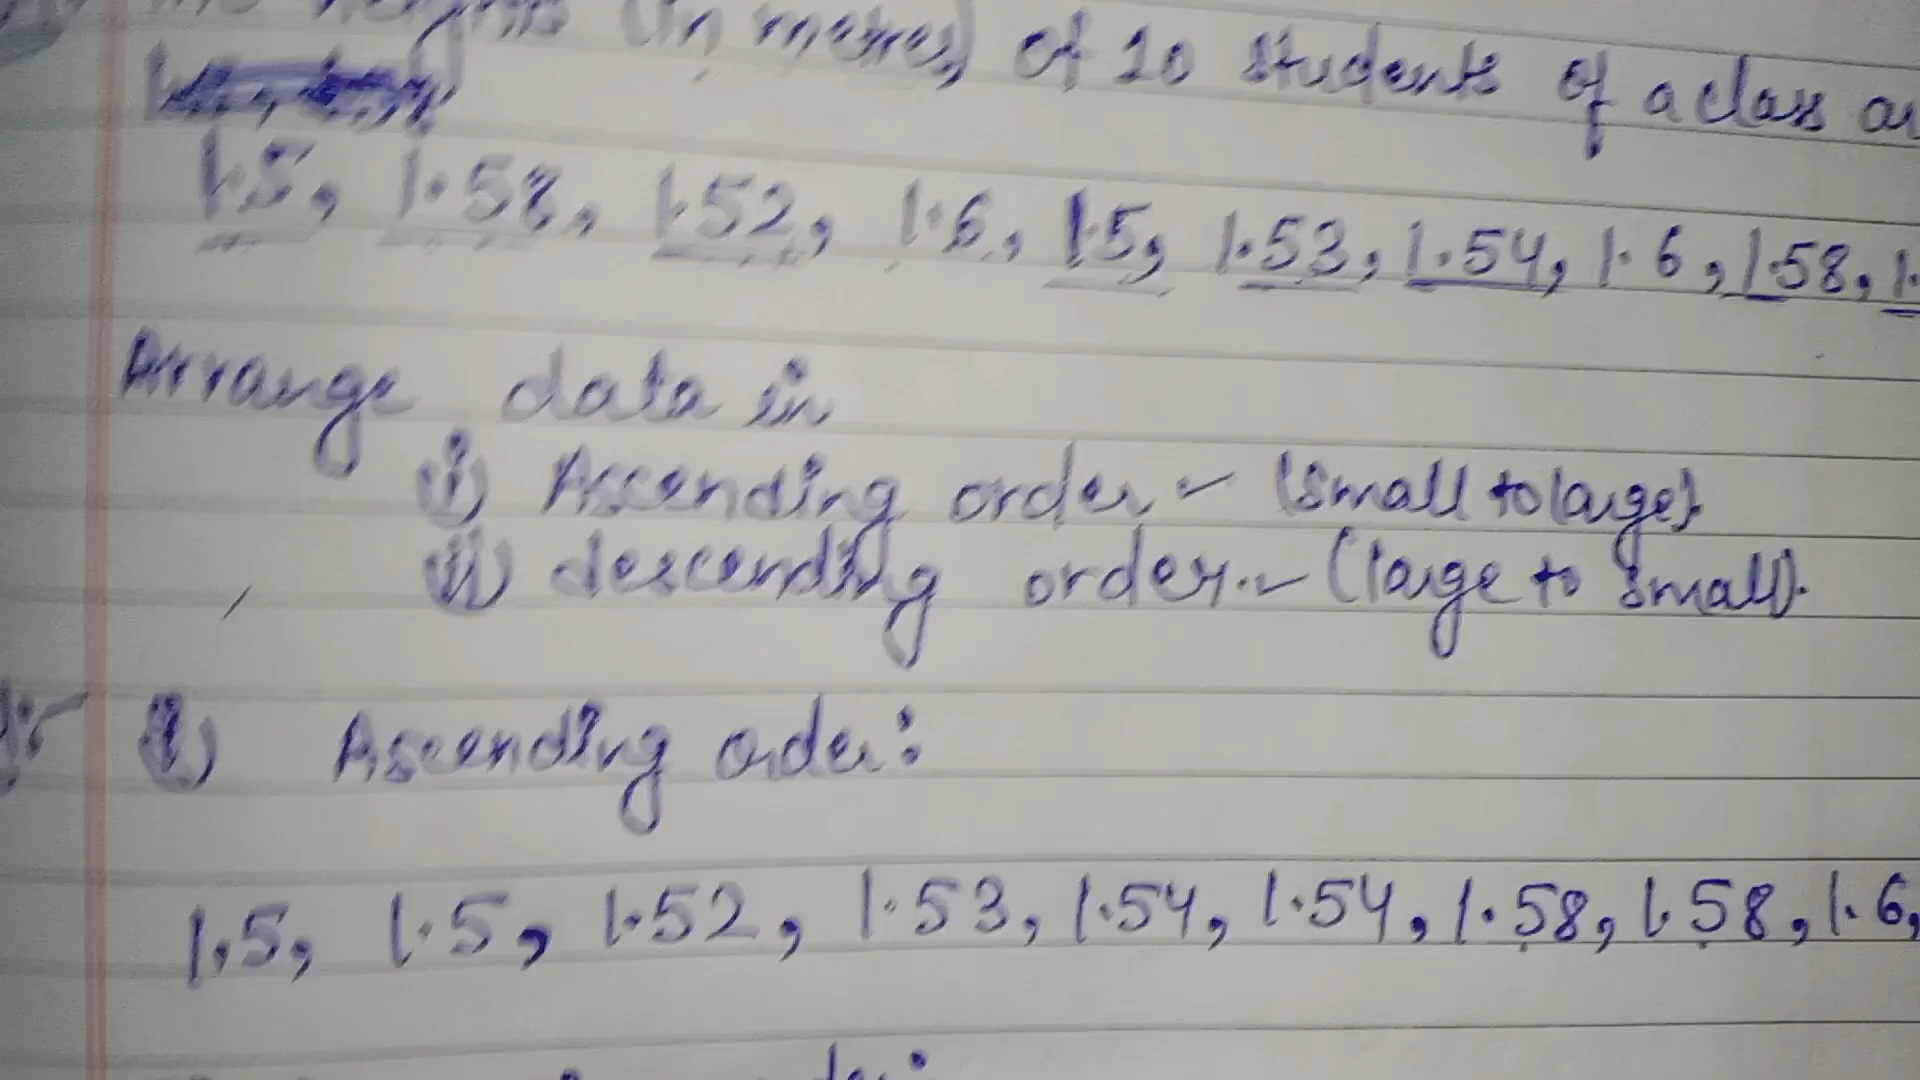 the heights (in metres) of 10 students of a class
1.5, 1.58, 1.52, 1.6, 1.5, 1.53, 1.54, 1.6, 1.58, 1.
Arrange data in
(i) Ascending order - (small to large).
(ii) descending order. - (large to small).
(i) Ascending order:
1.5, 1.5, 1.52, 1.53, 1.54, 1.54, 1.58, 1.58, 1.6,